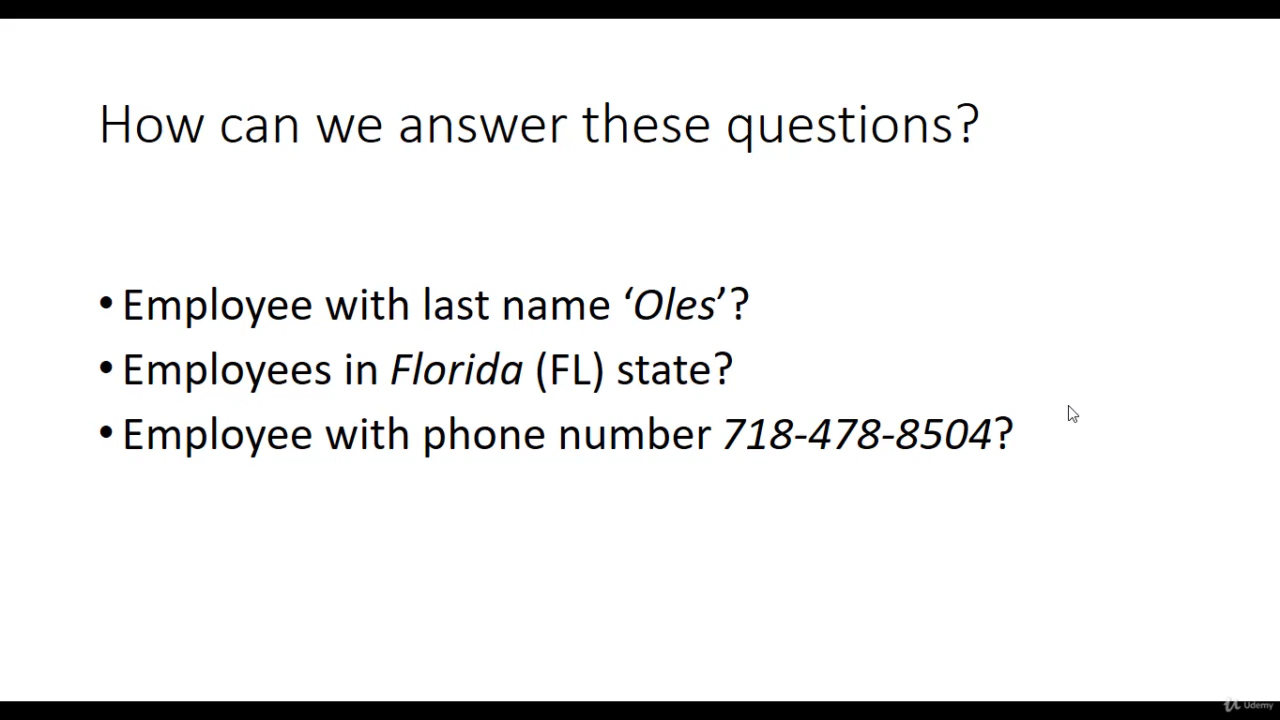 How can we answer these questions?
• Employee with last name ‘Oles’?
• Employees in Florida (FL) state?
• Employee with phone number 718-478-8504?
Udemy